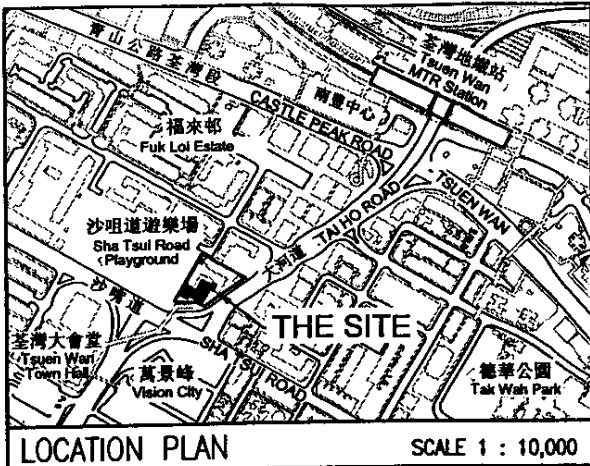 青山公路荃灣段
荃灣地鐵站
Tsuen Wan
MTR Station
南豐中心
CASTLE PEAK ROAD
福來邨
Fuk Loi Estate
TSUEN WAN
TAI HO ROAD
大河道
沙咀道遊樂場
Sha Tsui Road
Playground
沙咀道
THE SITE
荃灣大會堂
Tsuen Wan
Town Hall
萬景峰
Vision City
SHA TSUI ROAD
德華公園
Tak Wah Park
LOCATION PLAN
SCALE 1 : 10,000